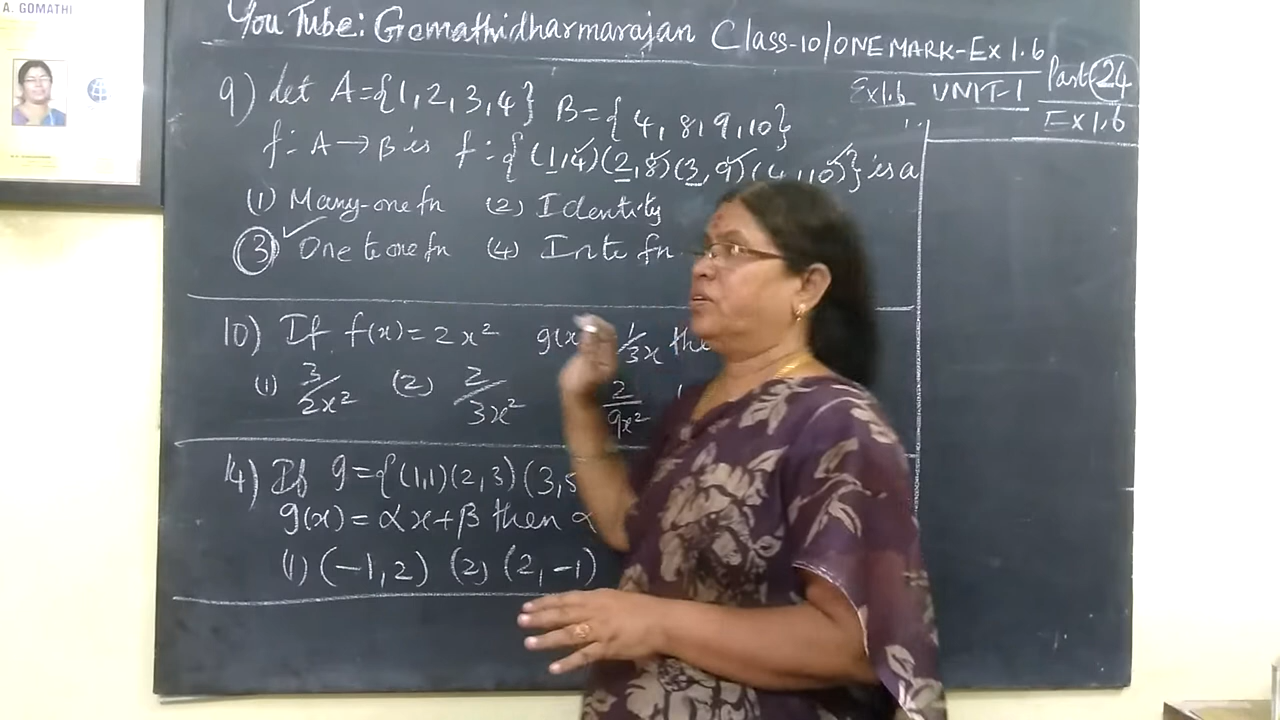 A. GOMATHI
You Tube: Gomathidharmarajan Class-10/ONE MARK-Ex 1.6
Ex1.6 UNIT-1 Part-24
Ex 1.6
9) Let A={1,2,3,4} B={4,8,9,10}
f: A→B is f:{(1,4)(2,8)(3,9)(4,10)} is a
(1) Many-one fn (2) Identity
(3) One to one fn (4) Into fn
10) If f(x)=2x² g(x 1/3x the
(1) 3/2x² (2) 2/3x² 2/9x²
14) If g={(1,1)(2,3)(3,5
g(x)=αx+β then α
(1) (-1,2) (2) (2,-1)